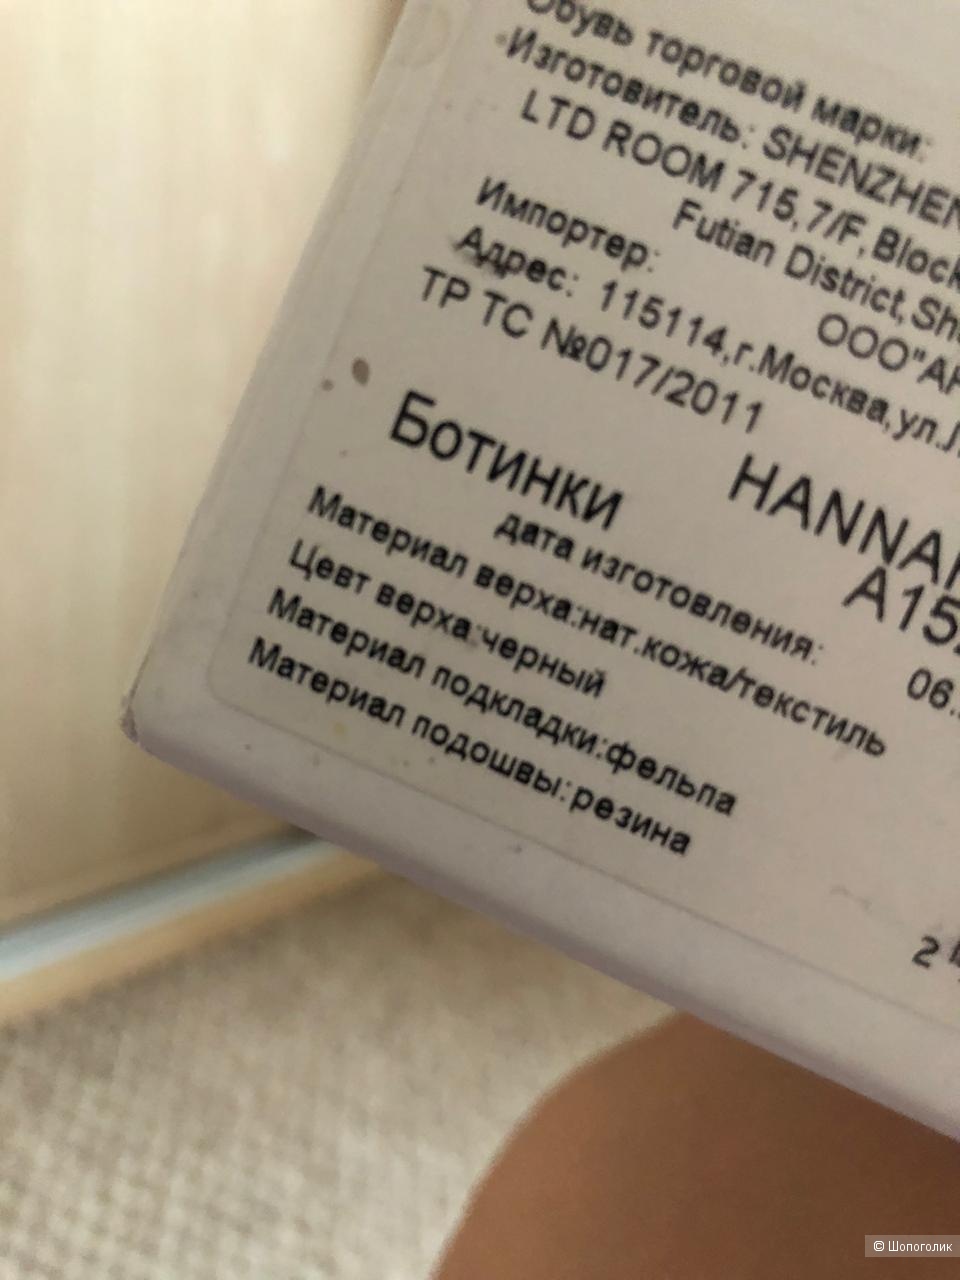 Обувь торговой марки:
Изготовитель: SHENZHEN
LTD ROOM 715,7/F,Block
Futian District,Sh
Импортер: ООО"А
Адрес: 115114,г.Москва,ул.
ТР ТС №017/2011
Ботинки HANNA
A15
дата изготовления: 06.
Материал верха:нат.кожа/текстиль
Цевт верха:черный
Материал подкладки:фельпа
Материал подошвы:резина
2
© Шопоголик